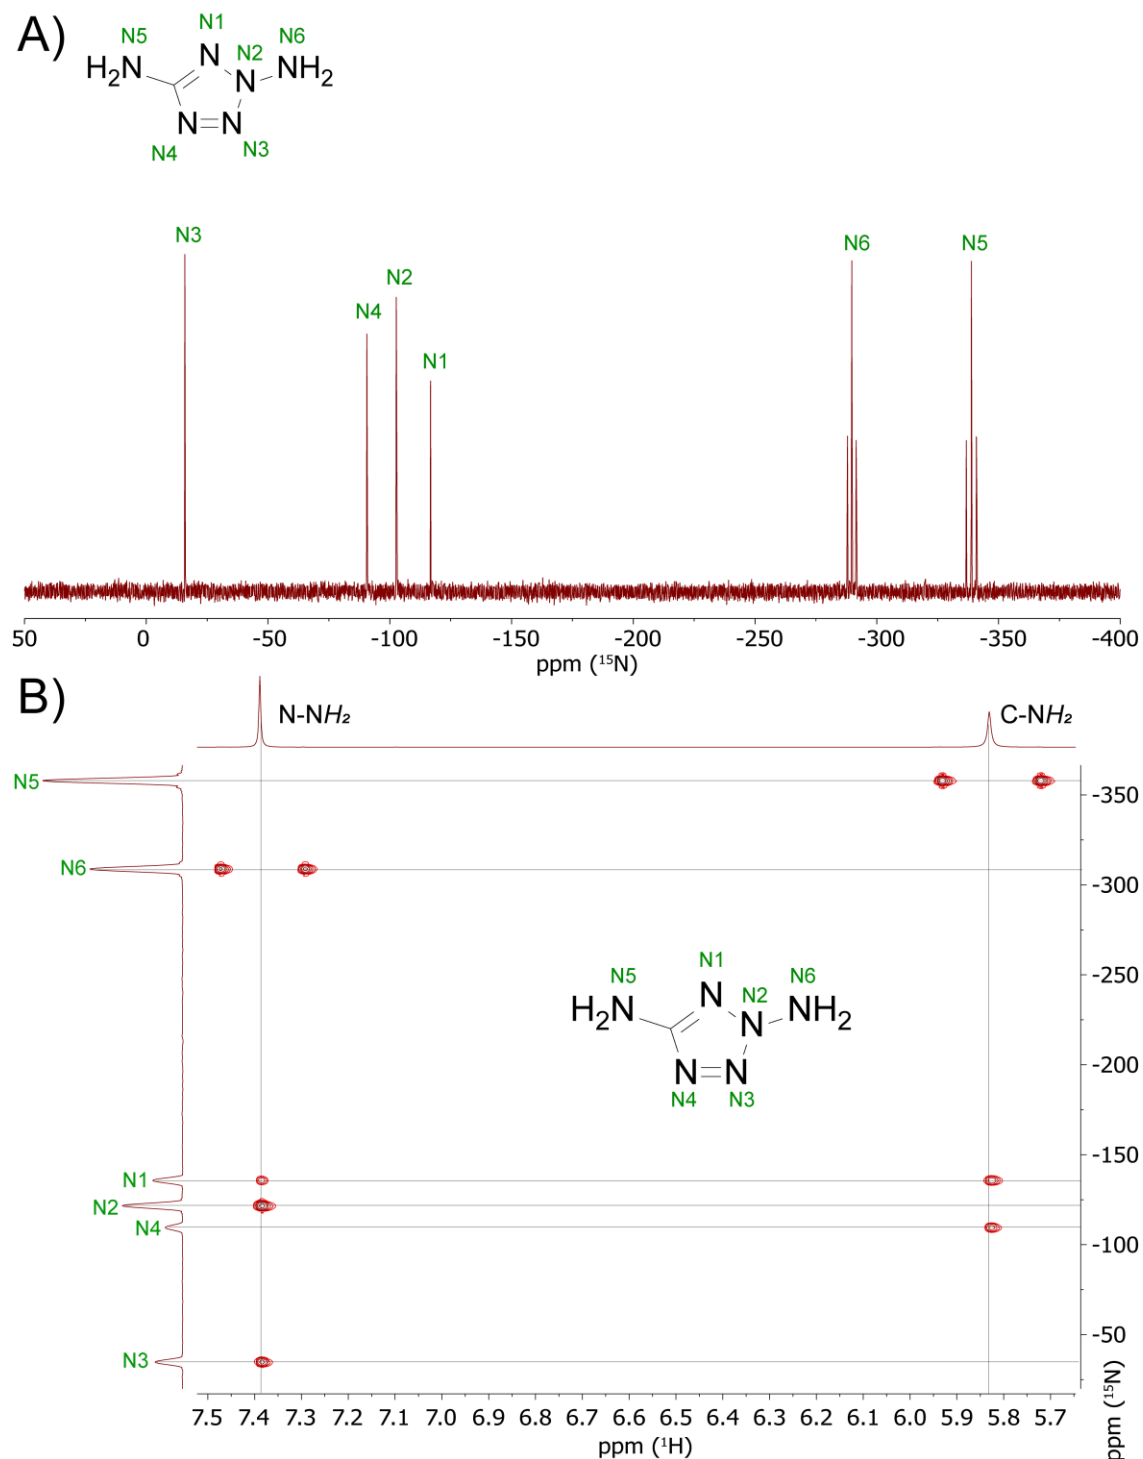 A)
N1
N5 N6
N2
H₂N N N NH₂
N N
N4 N3
N3
N6 N5
N2
N4
N1
50 0 -50 -100 -150 -200 -250 -300 -350 -400
ppm (¹⁵N)
B)
N-NH₂ C-NH₂
N5
-350
N6
-300
-250
N1
N5 N6
N2
H₂N N N NH₂
-200
N N
N4 N3
-150
N1
N2
N4
-100
-50
N3
7.5 7.4 7.3 7.2 7.1 7.0 6.9 6.8 6.7 6.6 6.5 6.4 6.3 6.2 6.1 6.0 5.9 5.8 5.7
ppm (¹H)
ppm (¹⁵N)